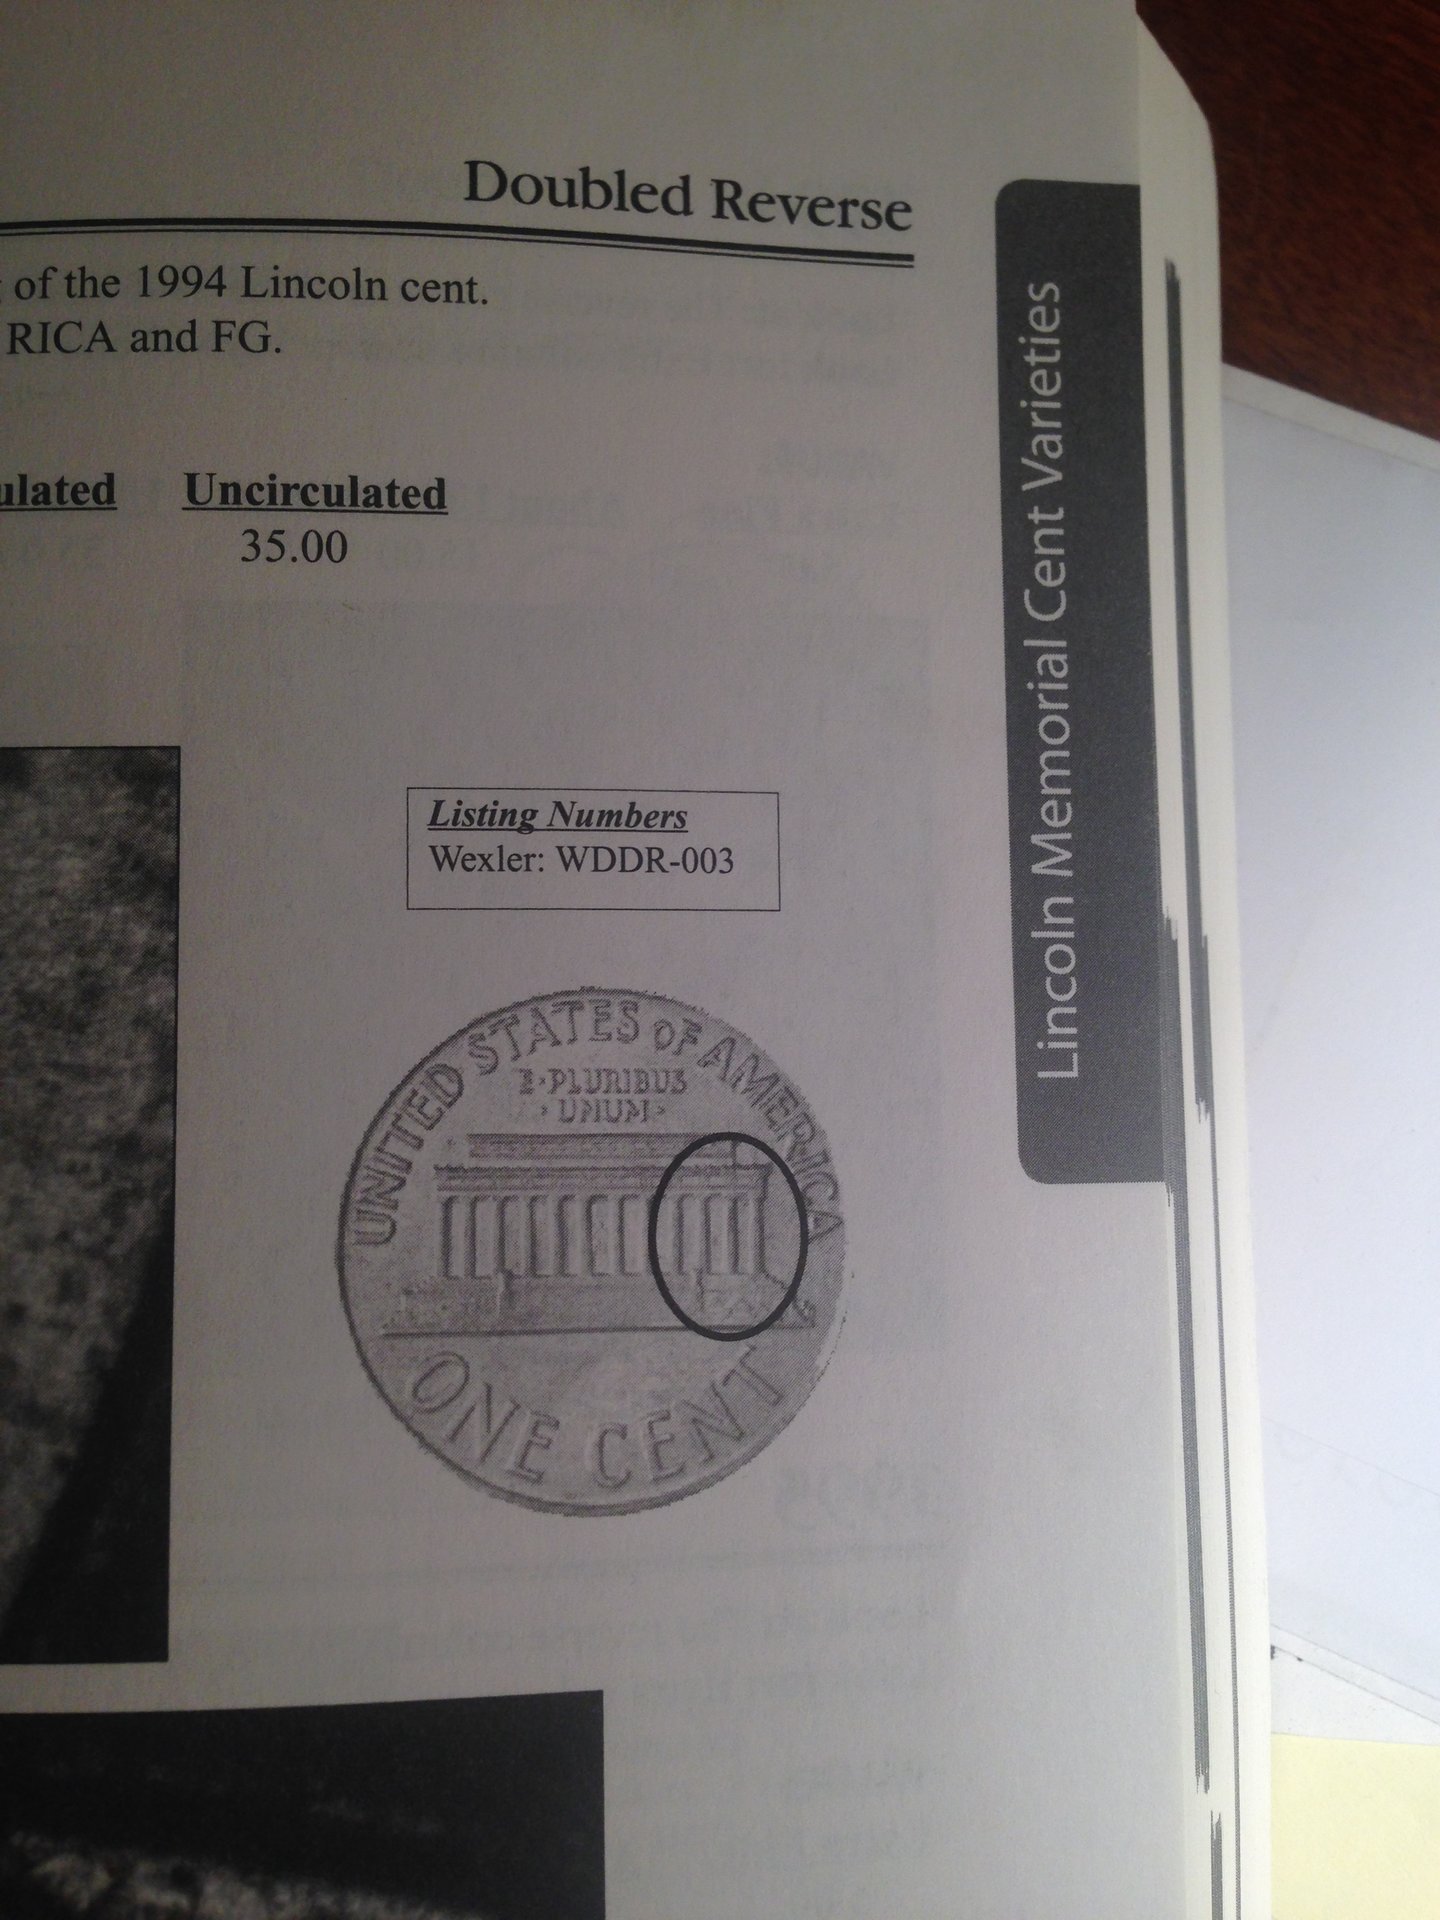 Doubled Reverse
of the 1994 Lincoln cent.
RICA and FG.
ulated Uncirculated
35.00
Listing Numbers
Wexler: WDDR-003
UNITED STATES OF AMERICA
E·PLURIBUS
·UNUM·
ONE CENT
Lincoln Memorial Cent Varieties